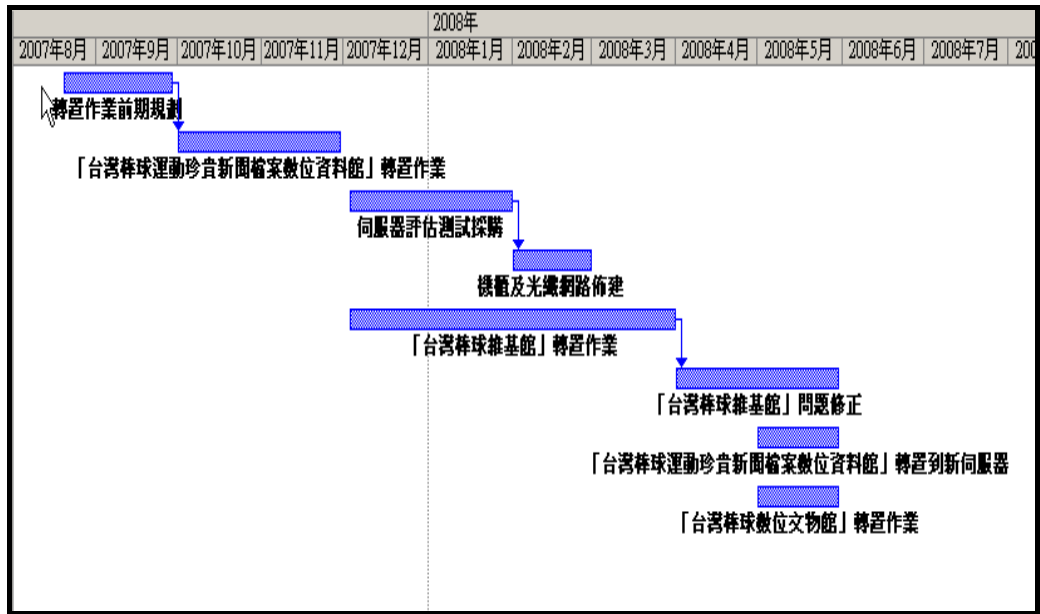 2008年
2007年8月 2007年9月 2007年10月 2007年11月 2007年12月 2008年1月 2008年2月 2008年3月 2008年4月 2008年5月 2008年6月 2008年7月 200
轉置作業前期規劃
「台灣棒球運動珍貴新聞檔案數位資料館」轉置作業
伺服器評估測試採購
機櫃及光纖網路佈建
「台灣棒球維基館」轉置作業
「台灣棒球維基館」問題修正
「台灣棒球運動珍貴新聞檔案數位資料館」轉置到新伺服器
「台灣棒球數位文物館」轉置作業